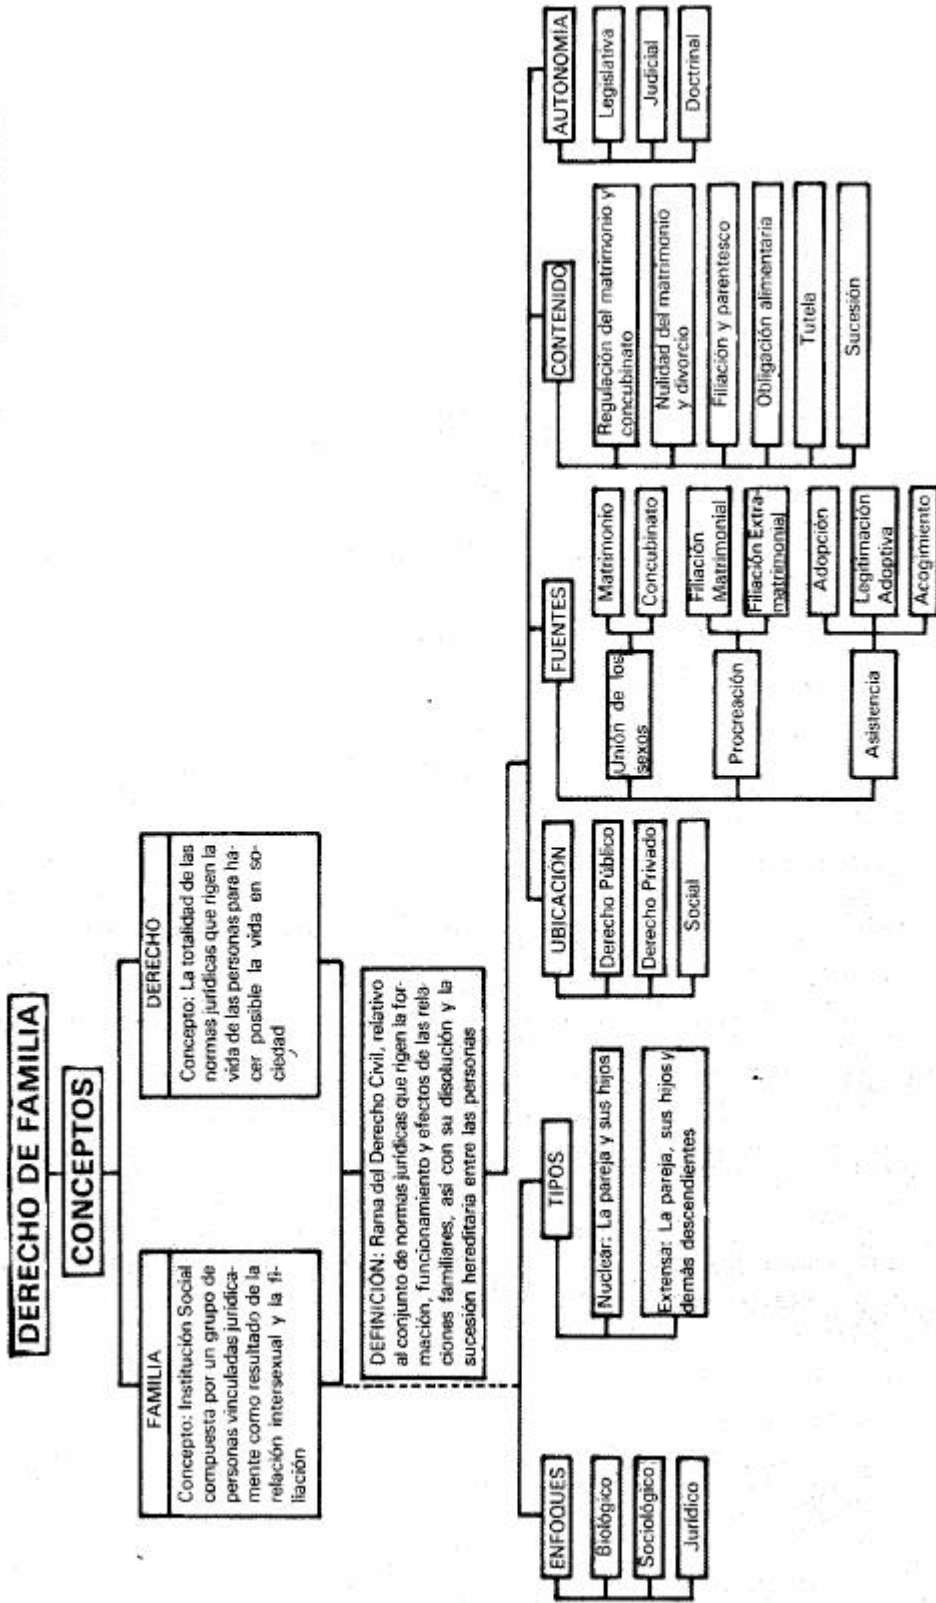 DERECHO DE FAMILIA
CONCEPTOS
FAMILIA
Concepto: Institución Social
compuesta por un grupo de
personas vinculadas jurídica-
mente como resultado de la
relación intersexual y la fi-
liación
DERECHO
Concepto: La totalidad de las
normas jurídicas que rigen la
vida de las personas para ha-
cer posible la vida en so-
ciedad
DEFINICIÓN: Rama del Derecho Civil, relativo
al conjunto de normas jurídicas que rigen la for-
mación, funcionamiento y efectos de las rela-
ciones familiares, así con su disolución y la
sucesión hereditaria entre las personas
ENFOQUES
Biológico
Sociológico
Jurídico
TIPOS
Nuclear: La pareja y sus hijos
Extensa: La pareja, sus hijos y
demás descendientes
UBICACION
Derecho Público
Derecho Privado
Social
FUENTES
Unión de los
sexos
Matrimonio
Concubinato
Procreación
Filiación
Matrimonial
Filiación Extra-
matrimonial
Asistencia
Adopción
Legitimación
Adoptiva
Acogimiento
CONTENIDO
Regulación del matrimonio y
concubinato
Nulidad del matrimonio
y divorcio
Filiación y parentesco
Obligación alimentaria
Tutela
Sucesión
AUTONOMIA
Legislativa
Judicial
Doctrinal